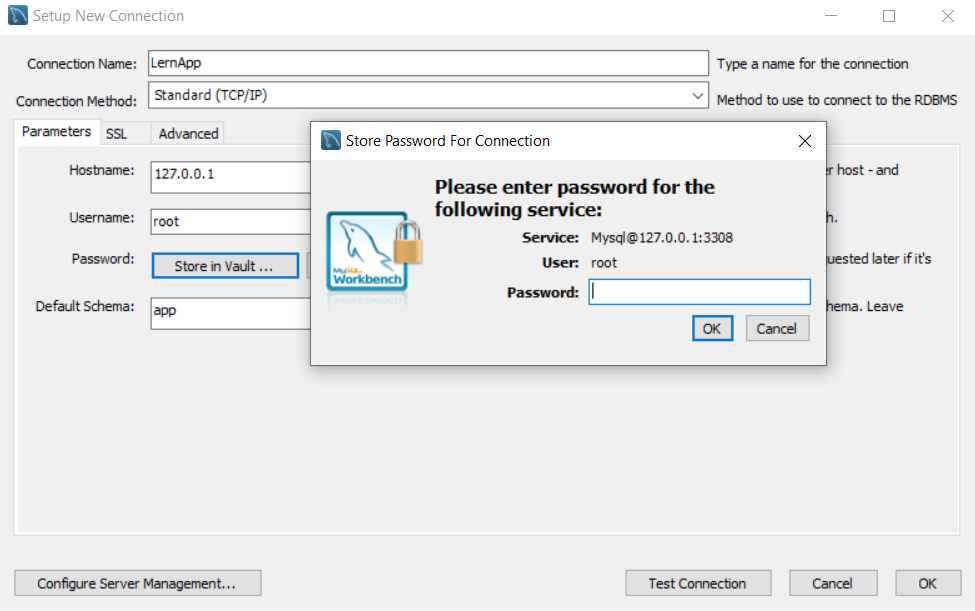 Setup New Connection
Connection Name: LernApp Type a name for the connection
Connection Method: Standard (TCP/IP) Method to use to connect to the RDBMS
Parameters SSL Advanced
Store Password For Connection
Hostname: 127.0.0.1 host - and
Please enter password for the
following service:
Username: root
Service: Mysql@127.0.0.1:3308
User: root
Password: Store in Vault ... later if it's
MySQL
Workbench
Password:
Default Schema: app Leave
OK Cancel
Configure Server Management... Test Connection Cancel OK